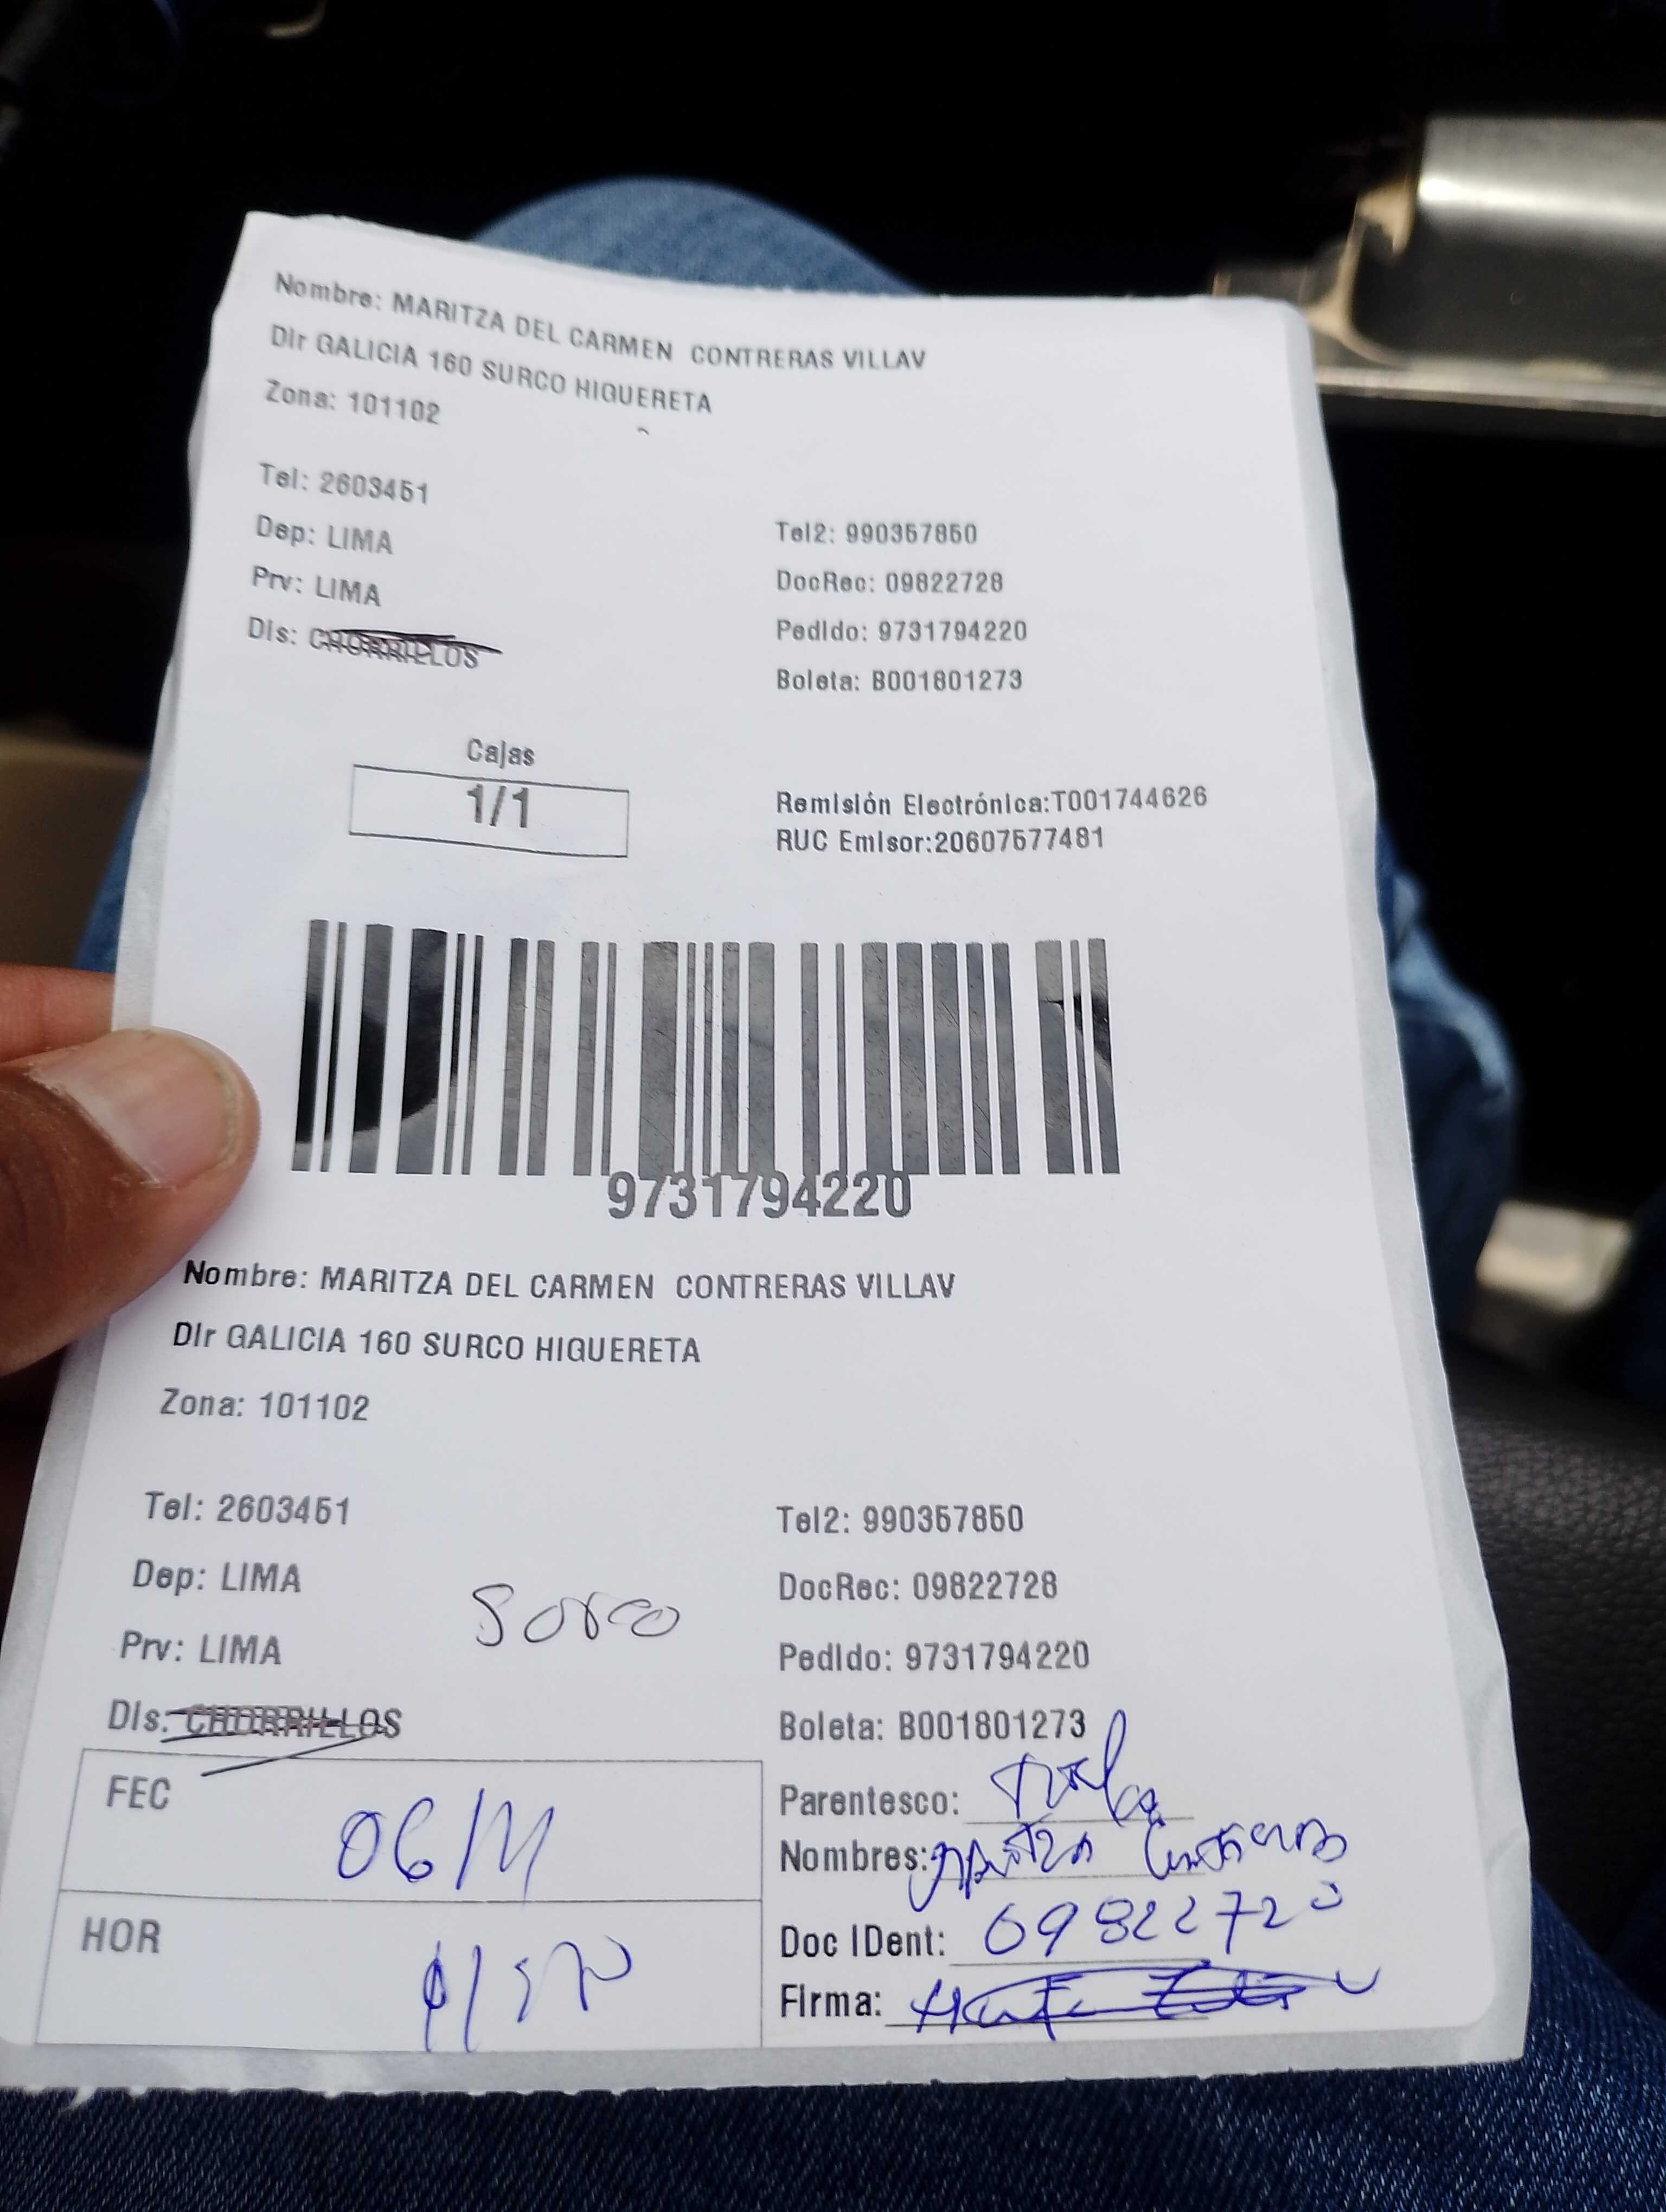 Nombre: MARITZA DEL CARMEN CONTRERAS VILLAV
Dir GALICIA 160 SURCO HIGUERETA
Zona: 101102
Tel: 2603451
Tel2: 990357850
Dep: LIMA
DocRec: 09822728
Prv: LIMA
Pedido: 9731794220
Dis: CHORRILLOS
Boleta: B001801273
Cajas
1/1
Remisión Electrónica:T001744626
RUC Emisor:20607577481
9731794220
Nombre: MARITZA DEL CARMEN CONTRERAS VILLAV
Dir GALICIA 160 SURCO HIGUERETA
Zona: 101102
Tel: 2603451
Tel2: 990357850
Dep: LIMA
DocRec: 09822728
Surco
Prv: LIMA
Pedido: 9731794220
Dis: CHORRILLOS
Boleta: B001801273
FEC 06/11
Parentesco:
Nombres: Maritza Contreras
HOR
Doc IDent: 09822728
Firma: